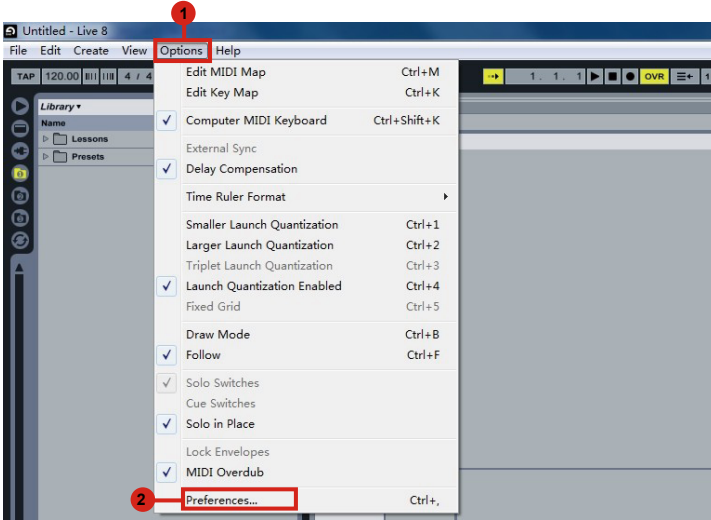 1
Untitled - Live 8
File Edit Create View Options Help
TAP 120.00 4 / 4
1. 1. 1 OVR 1
Library
Name
Lessons
Presets
Edit MIDI Map Ctrl+M
Edit Key Map Ctrl+K
Computer MIDI Keyboard Ctrl+Shift+K
External Sync
Delay Compensation
Time Ruler Format
Smaller Launch Quantization Ctrl+1
Larger Launch Quantization Ctrl+2
Triplet Launch Quantization Ctrl+3
Launch Quantization Enabled Ctrl+4
Fixed Grid Ctrl+5
Draw Mode Ctrl+B
Follow Ctrl+F
Solo Switches
Cue Switches
Solo in Place
Lock Envelopes
MIDI Overdub
2 Preferences... Ctrl+,